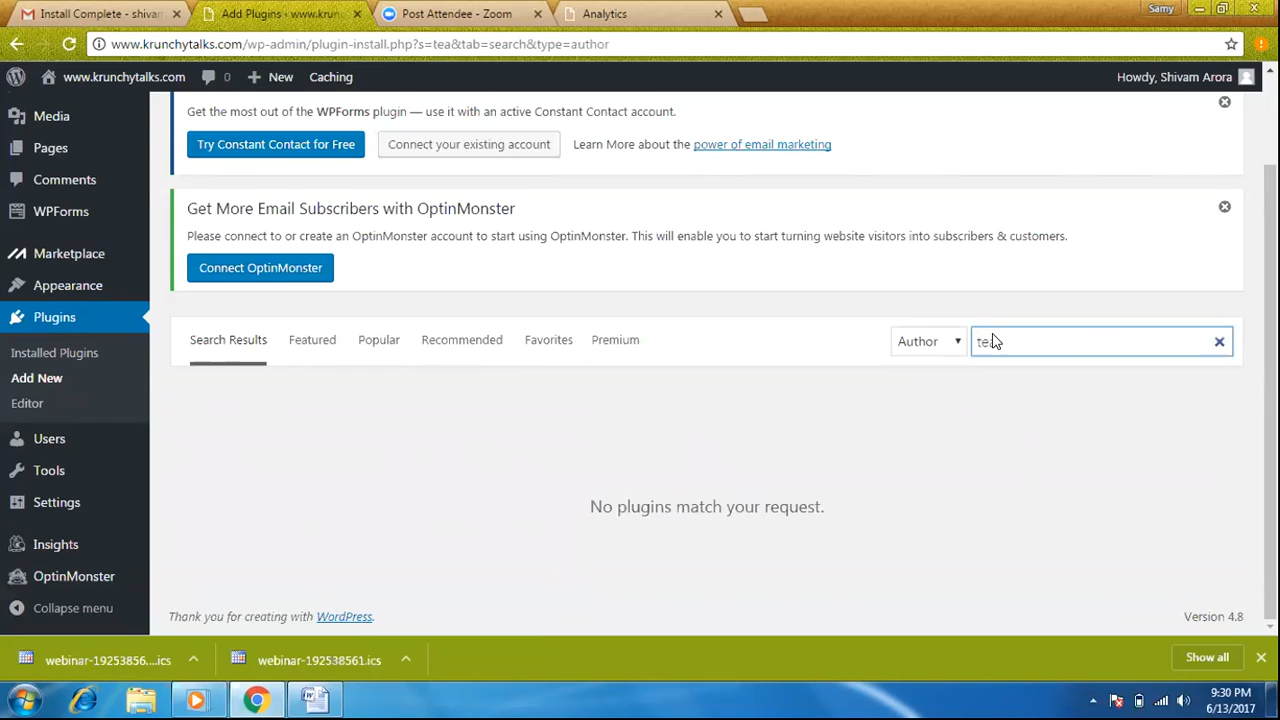 Install Complete - shivam
Add Plugins ‹ www.krunc
Post Attendee - Zoom
Analytics
Samy
www.krunchytalks.com/wp-admin/plugin-install.php?s=tea&tab=search&type=author
www.krunchytalks.com
0
New
Caching
Howdy, Shivam Arora
Media
Pages
Comments
WPForms
Marketplace
Appearance
Plugins
Installed Plugins
Add New
Editor
Users
Tools
Settings
Insights
OptinMonster
Collapse menu
Get the most out of the WPForms plugin — use it with an active Constant Contact account.
Try Constant Contact for Free
Connect your existing account
Learn More about the power of email marketing
Get More Email Subscribers with OptinMonster
Please connect to or create an OptinMonster account to start using OptinMonster. This will enable you to start turning website visitors into subscribers & customers.
Connect OptinMonster
Search Results
Featured
Popular
Recommended
Favorites
Premium
Author
tea
No plugins match your request.
Thank you for creating with WordPress.
Version 4.8
webinar-19253856....ics
webinar-192538561.ics
Show all
9:30 PM
6/13/2017